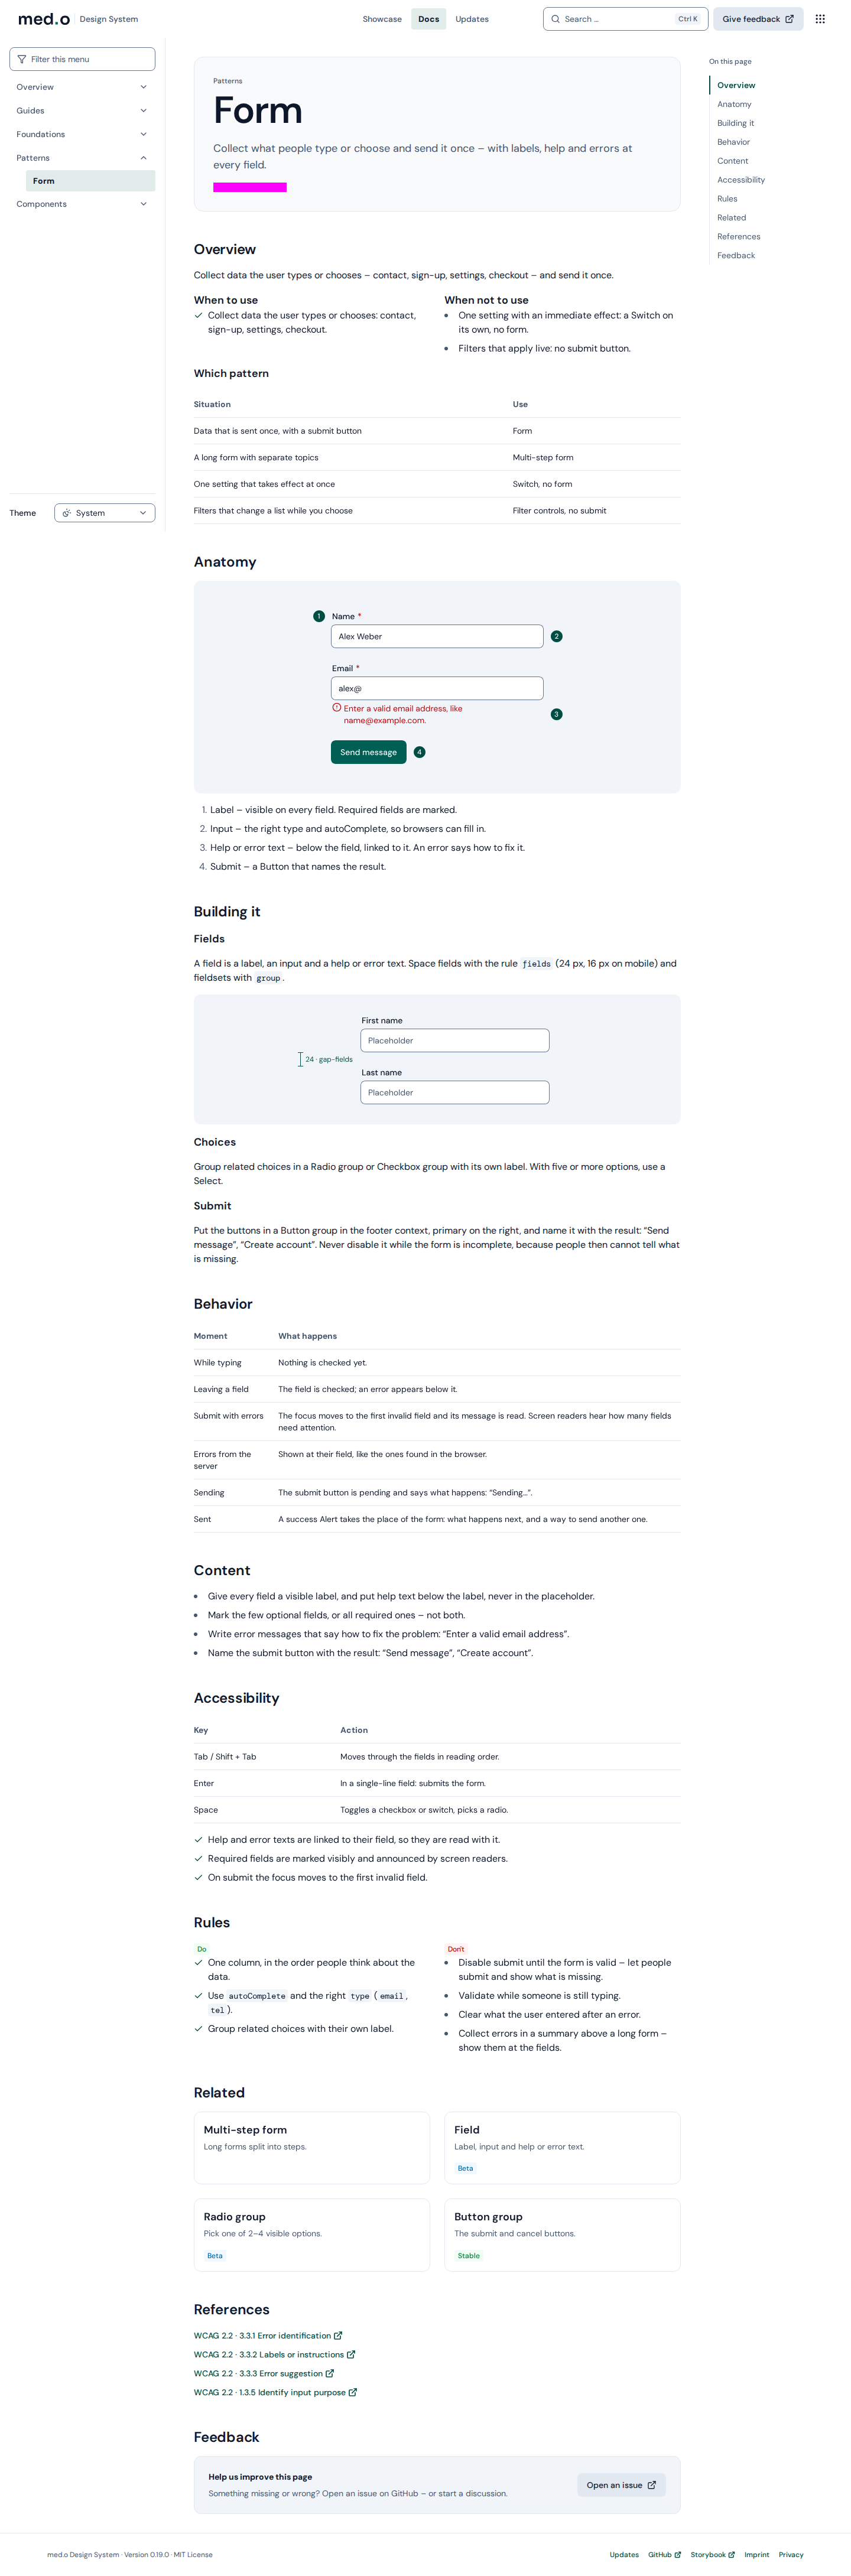 med.o Design System
Showcase Docs Updates
Search ... Ctrl K
Give feedback
Filter this menu
Overview
Guides
Foundations
Patterns
Form
Components
Theme System
Patterns
Form
Collect what people type or choose and send it once – with labels, help and errors at
every field.
On this page
Overview
Anatomy
Building it
Behavior
Content
Accessibility
Rules
Related
References
Feedback
Overview
Collect data the user types or chooses – contact, sign-up, settings, checkout – and send it once.
When to use
Collect data the user types or chooses: contact,
sign-up, settings, checkout.
When not to use
One setting with an immediate effect: a Switch on
its own, no form.
Filters that apply live: no submit button.
Which pattern
Situation Use
Data that is sent once, with a submit button Form
A long form with separate topics Multi-step form
One setting that takes effect at once Switch, no form
Filters that change a list while you choose Filter controls, no submit
Anatomy
1 Name *
Alex Weber 2
Email *
alex@
Enter a valid email address, like
name@example.com.
3
Send message 4
1. Label – visible on every field. Required fields are marked.
2. Input – the right type and autoComplete, so browsers can fill in.
3. Help or error text – below the field, linked to it. An error says how to fix it.
4. Submit – a Button that names the result.
Building it
Fields
A field is a label, an input and a help or error text. Space fields with the rule fields (24 px, 16 px on mobile) and
fieldsets with group.
First name
Placeholder
24 · gap-fields
Last name
Placeholder
Choices
Group related choices in a Radio group or Checkbox group with its own label. With five or more options, use a
Select.
Submit
Put the buttons in a Button group in the footer context, primary on the right, and name it with the result: “Send
message”, “Create account”. Never disable it while the form is incomplete, because people then cannot tell what
is missing.
Behavior
Moment What happens
While typing Nothing is checked yet.
Leaving a field The field is checked; an error appears below it.
Submit with errors The focus moves to the first invalid field and its message is read. Screen readers hear how many fields
need attention.
Errors from the
server
Shown at their field, like the ones found in the browser.
Sending The submit button is pending and says what happens: “Sending…”.
Sent A success Alert takes the place of the form: what happens next, and a way to send another one.
Content
Give every field a visible label, and put help text below the label, never in the placeholder.
Mark the few optional fields, or all required ones – not both.
Write error messages that say how to fix the problem: “Enter a valid email address”.
Name the submit button with the result: “Send message”, “Create account”.
Accessibility
Key Action
Tab / Shift + Tab Moves through the fields in reading order.
Enter In a single-line field: submits the form.
Space Toggles a checkbox or switch, picks a radio.
Help and error texts are linked to their field, so they are read with it.
Required fields are marked visibly and announced by screen readers.
On submit the focus moves to the first invalid field.
Rules
Do
One column, in the order people think about the
data.
Use autoComplete and the right type (email,
tel).
Group related choices with their own label.
Don't
Disable submit until the form is valid – let people
submit and show what is missing.
Validate while someone is still typing.
Clear what the user entered after an error.
Collect errors in a summary above a long form –
show them at the fields.
Related
Multi-step form
Long forms split into steps.
Field
Label, input and help or error text.
Beta
Radio group
Pick one of 2–4 visible options.
Beta
Button group
The submit and cancel buttons.
Stable
References
WCAG 2.2 · 3.3.1 Error identification
WCAG 2.2 · 3.3.2 Labels or instructions
WCAG 2.2 · 3.3.3 Error suggestion
WCAG 2.2 · 1.3.5 Identify input purpose
Feedback
Help us improve this page
Something missing or wrong? Open an issue on GitHub – or start a discussion.
Open an issue
med.o Design System · Version 0.19.0 · MIT License
Updates GitHub Storybook Imprint Privacy